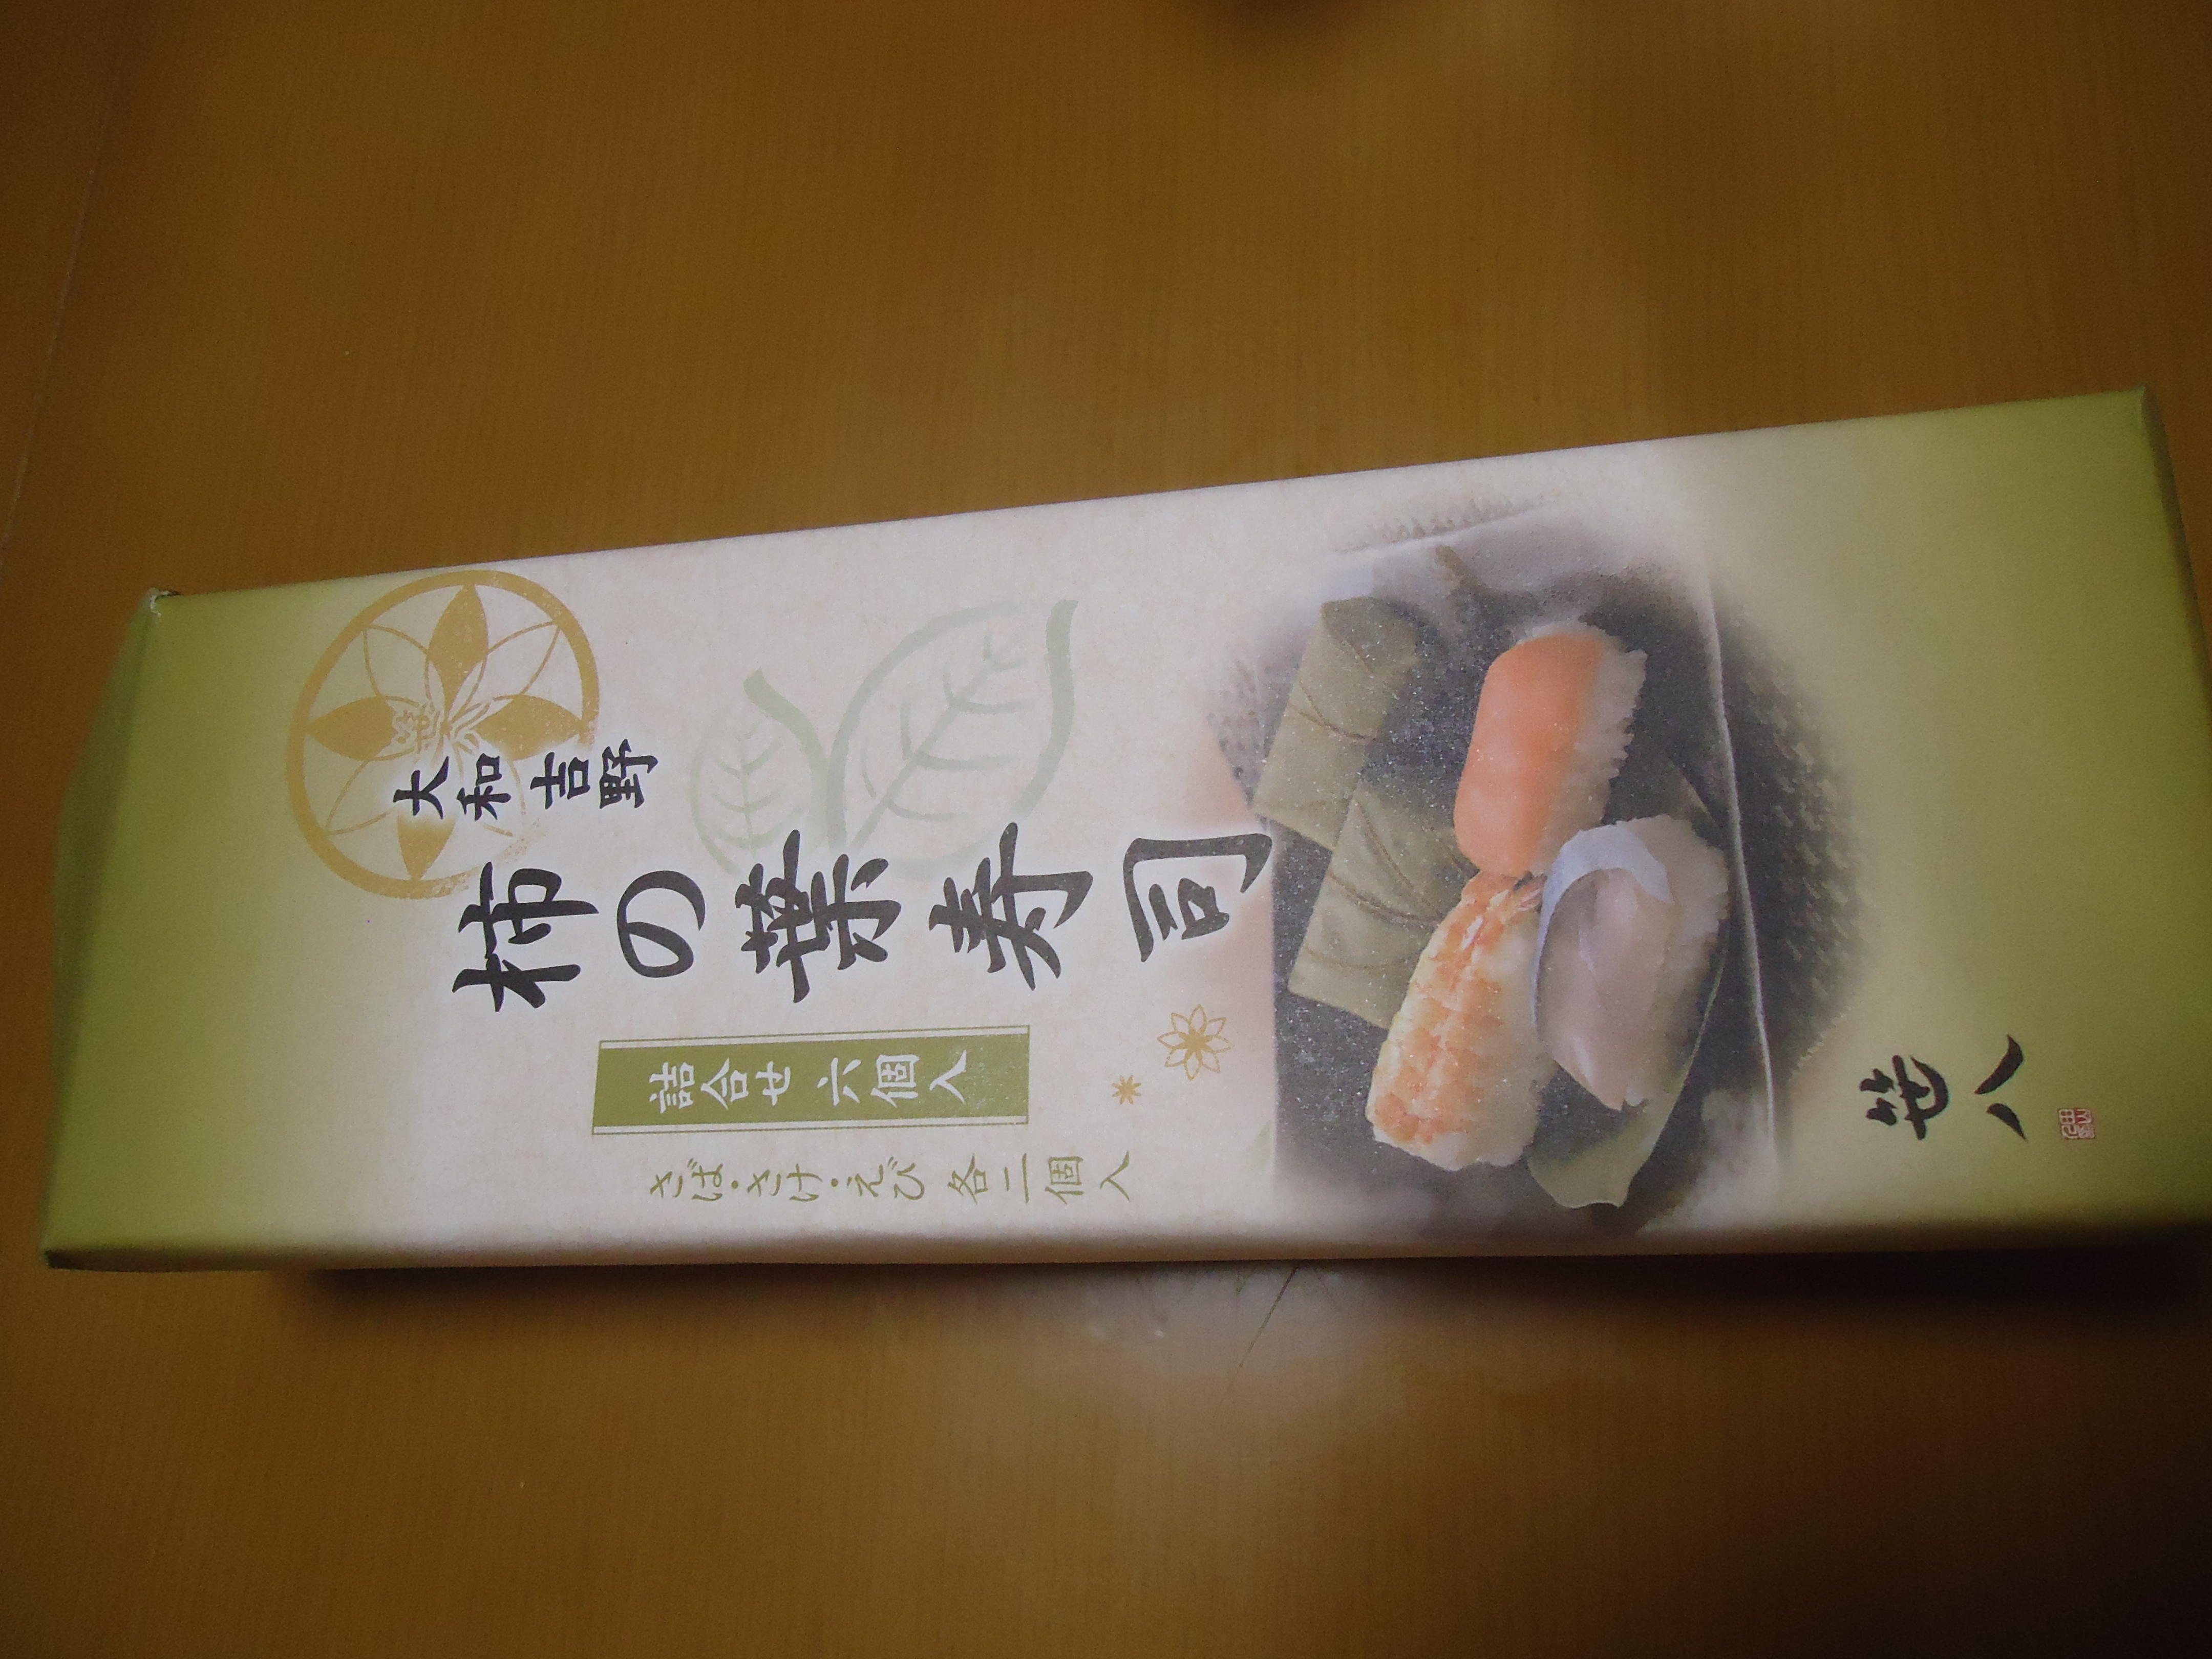 大和吉野
柿の葉寿司
詰合せ 六個入
さば・さけ・えび 各二個入
笹八